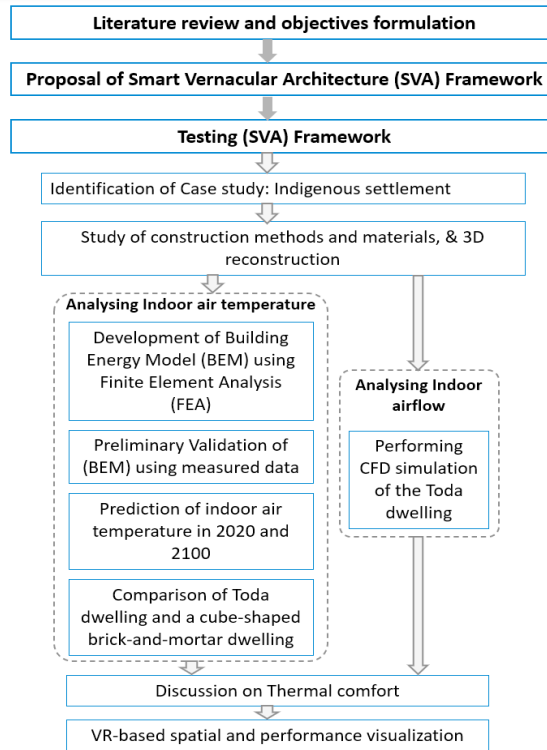 Literature review and objectives formulation
Proposal of Smart Vernacular Architecture (SVA) Framework
Testing (SVA) Framework
Identification of Case study: Indigenous settlement
Study of construction methods and materials, & 3D
reconstruction
Analysing Indoor air temperature
Development of Building
Energy Model (BEM) using
Finite Element Analysis
(FEA)
Preliminary Validation of
(BEM) using measured data
Prediction of indoor air
temperature in 2020 and
2100
Comparison of Toda
dwelling and a cube-shaped
brick-and-mortar dwelling
Analysing Indoor
airflow
Performing
CFD simulation
of the Toda
dwelling
Discussion on Thermal comfort
VR-based spatial and performance visualization